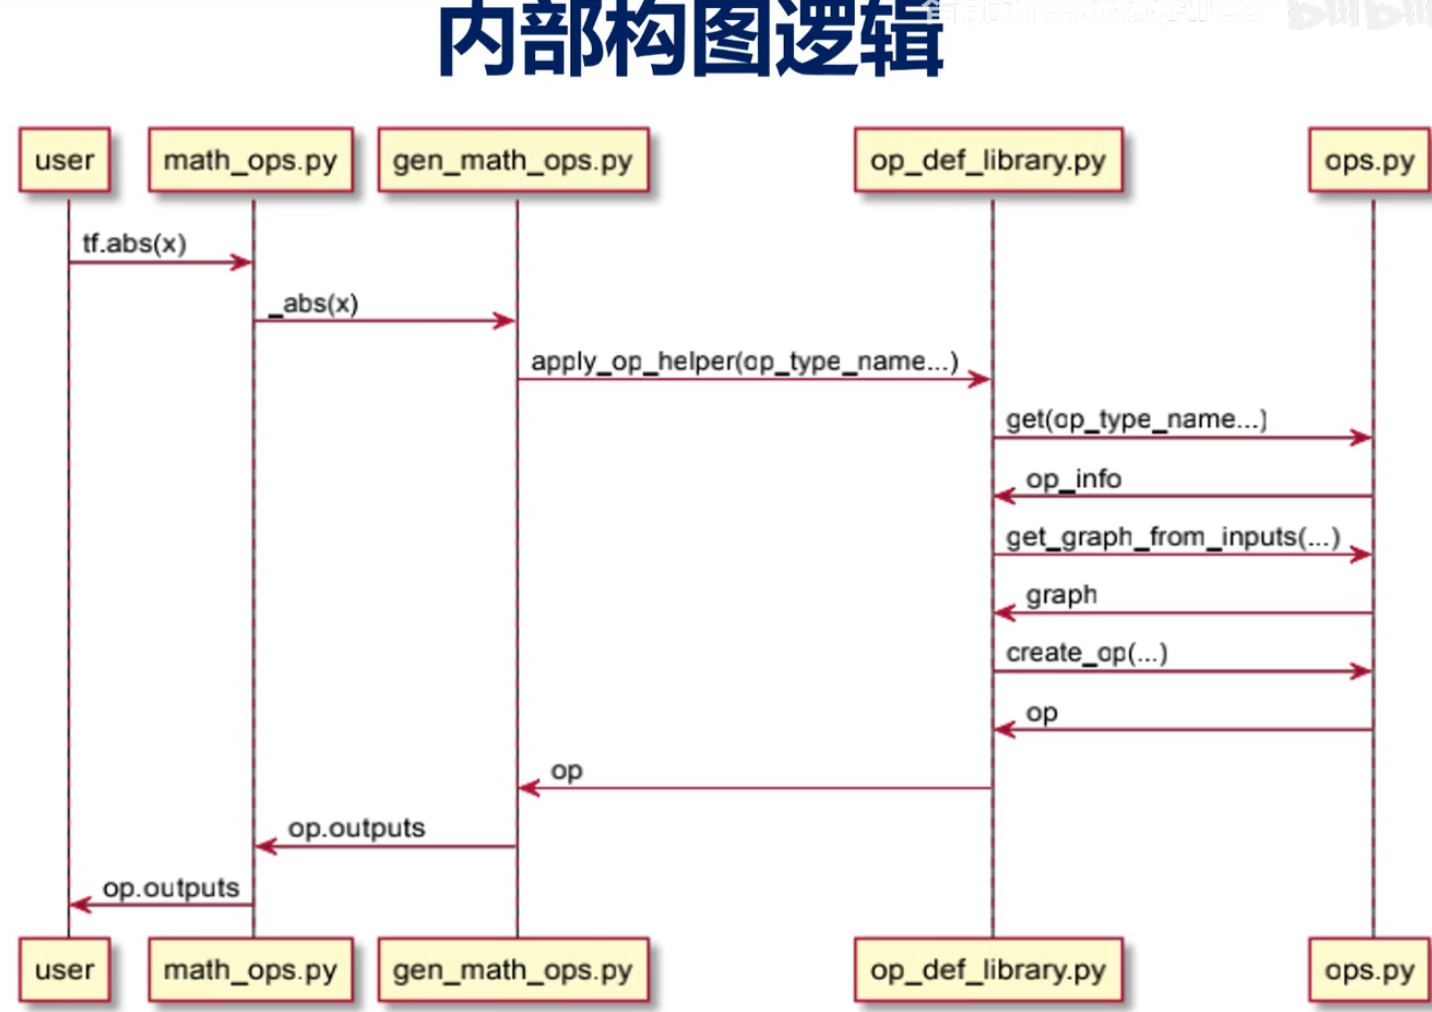 内部构图逻辑
user
math_ops.py
gen_math_ops.py
op_def_library.py
ops.py
tf.abs(x)
_abs(x)
apply_op_helper(op_type_name...)
get(op_type_name...)
op_info
get_graph_from_inputs(...)
graph
create_op(...)
op
op
op.outputs
op.outputs
user
math_ops.py
gen_math_ops.py
op_def_library.py
ops.py